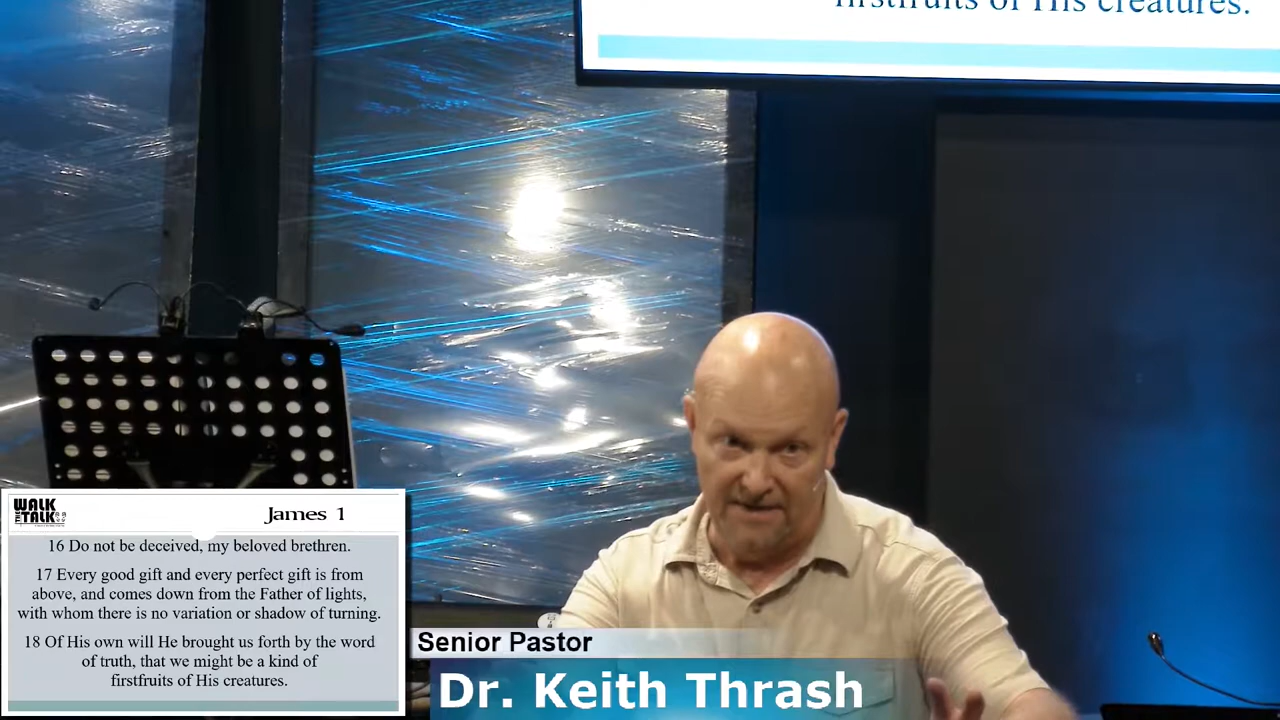 firstfruits of His creatures.
WALK
THE
TALK
James 1
16 Do not be deceived, my beloved brethren.
17 Every good gift and every perfect gift is from
above, and comes down from the Father of lights,
with whom there is no variation or shadow of turning.
18 Of His own will He brought us forth by the word
of truth, that we might be a kind of
firstfruits of His creatures.
Senior Pastor
Dr. Keith Thrash